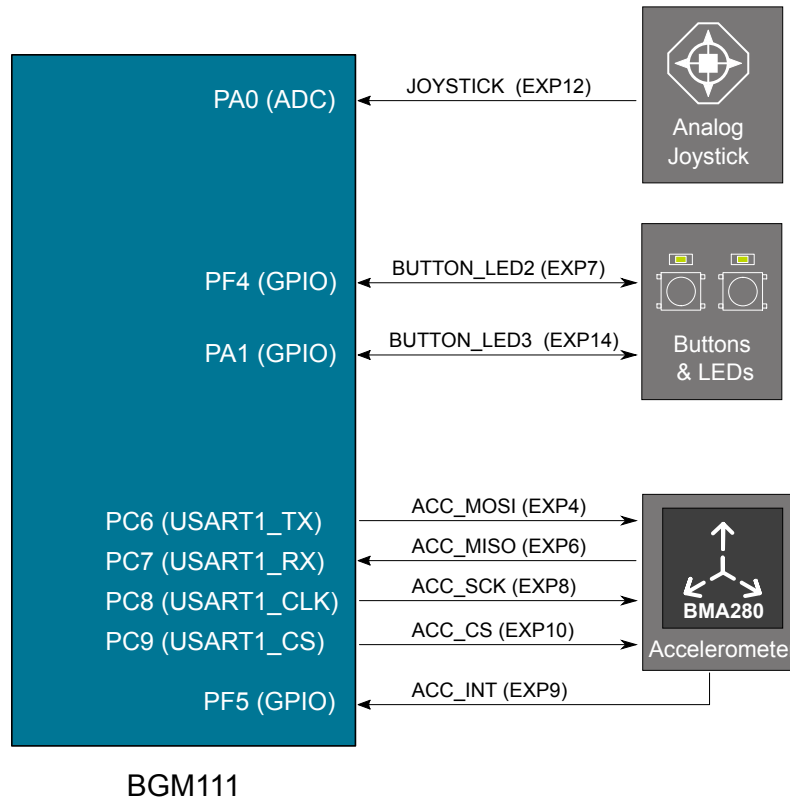 PA0 (ADC)
JOYSTICK (EXP12)
Analog
Joystick
PF4 (GPIO)
BUTTON_LED2 (EXP7)
PA1 (GPIO)
BUTTON_LED3 (EXP14)
Buttons
& LEDs
PC6 (USART1_TX)
ACC_MOSI (EXP4)
PC7 (USART1_RX)
ACC_MISO (EXP6)
PC8 (USART1_CLK)
ACC_SCK (EXP8)
PC9 (USART1_CS)
ACC_CS (EXP10)
BMA280
Acceleromete
PF5 (GPIO)
ACC_INT (EXP9)
BGM111